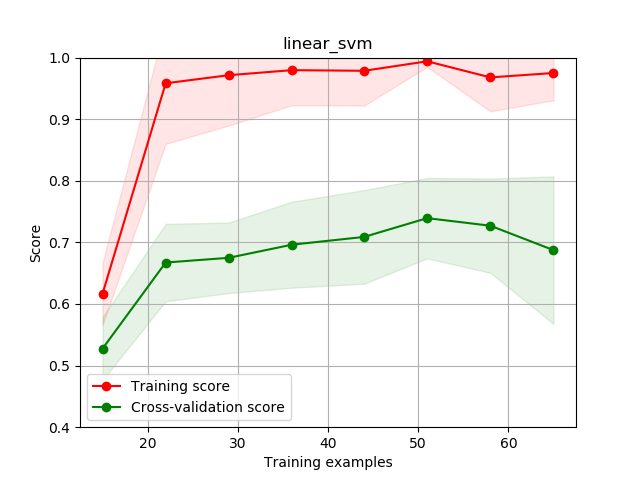 linear_svm
1.0
0.9
0.8
0.7
0.6
0.5
0.4
Score
Training score
Cross-validation score
20 30 40 50 60
Training examples